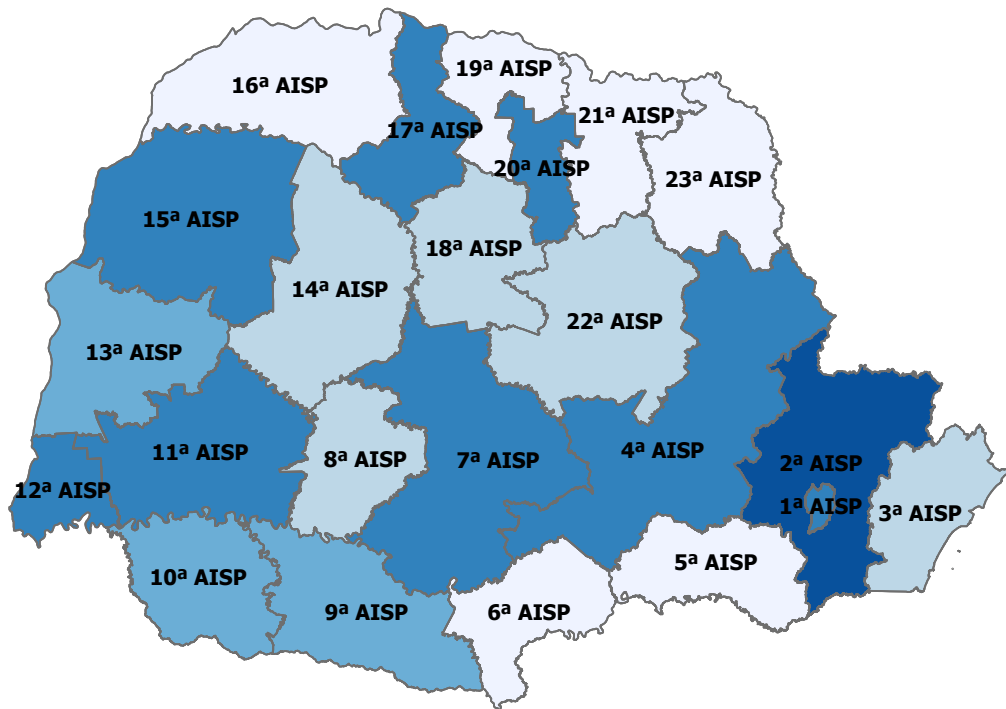 19ª AISP
16ª AISP
21ª AISP
17ª AISP
20ª AISP
23ª AISP
15ª AISP
18ª AISP
14ª AISP
22ª AISP
13ª AISP
11ª AISP
8ª AISP
7ª AISP
4ª AISP
2ª AISP
12ª AISP
1ª AISP
3ª AISP
5ª AISP
10ª AISP
9ª AISP
6ª AISP